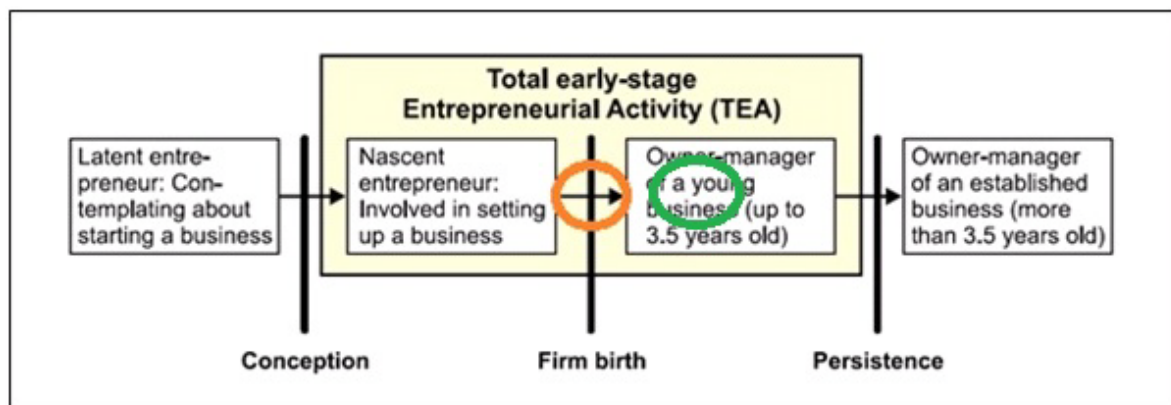 Total early-stage
Entrepreneurial Activity (TEA)
Latent entre-
preneur: Con-
templating about
starting a business
Nascent
entrepreneur:
Involved in setting
up a business
Owner-manager
of a young
business (up to
3.5 years old)
Owner-manager
of an established
business (more
than 3.5 years old)
Conception
Firm birth
Persistence